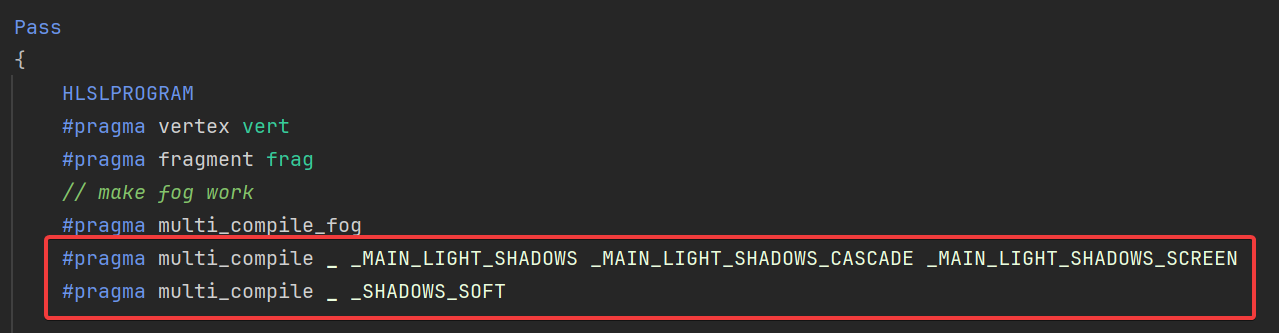 Pass
{
HLSLPROGRAM
#pragma vertex vert
#pragma fragment frag
// make fog work
#pragma multi_compile_fog
#pragma multi_compile _ _MAIN_LIGHT_SHADOWS _MAIN_LIGHT_SHADOWS_CASCADE _MAIN_LIGHT_SHADOWS_SCREEN
#pragma multi_compile _ _SHADOWS_SOFT